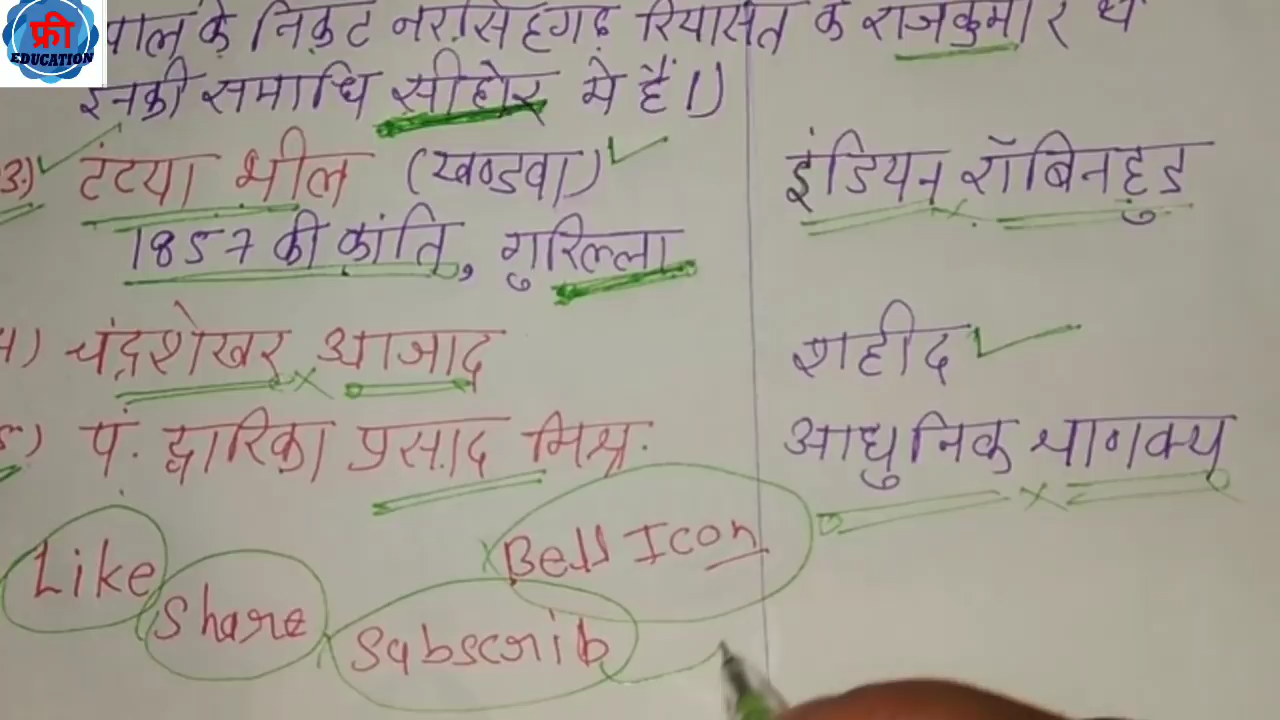 फ्री
EDUCATION
पाल के निकट नरसिंहगढ़ रियासत के राजकुमार थे
इनकी समाधि सीहोर मे हैं।)
3) टंटया भील (खण्डवा) इंडियन रॉबिनहुड
1857 की क्रांति, गुरिल्ला
4) चंद्रशेखर आजाद शहीद
5) पं. द्वारिका प्रसाद मिश्र. आधुनिक चाणक्य
Bell Icon
Like
Share
Subscrib